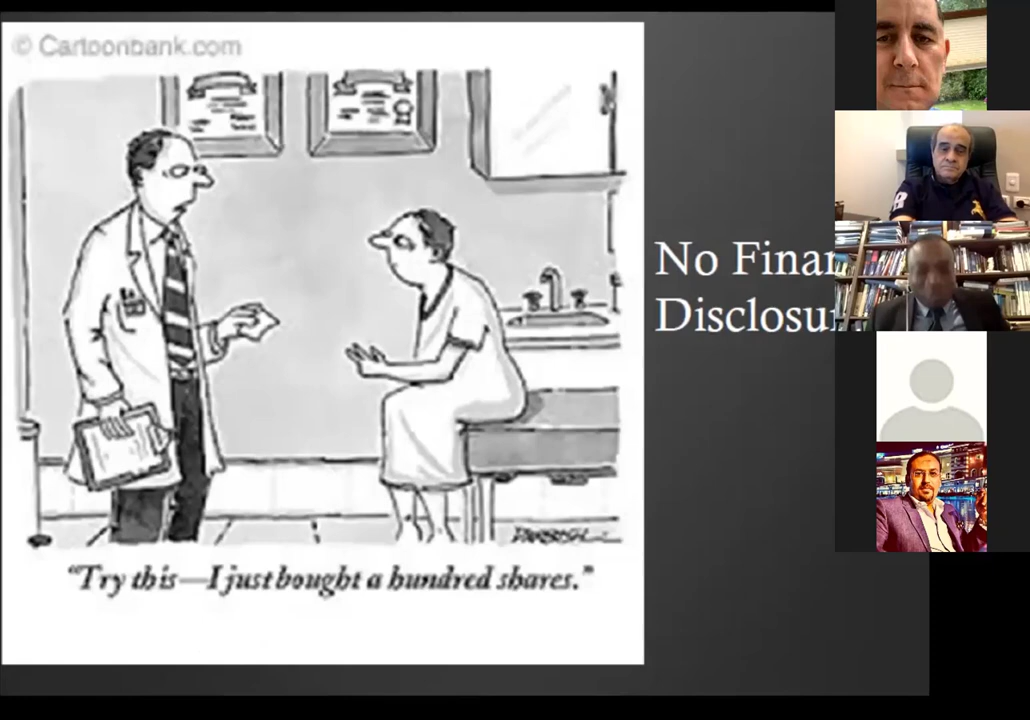 © Cartoonbank.com
"Try this—I just bought a hundred shares."
No Finan
Disclosu
R